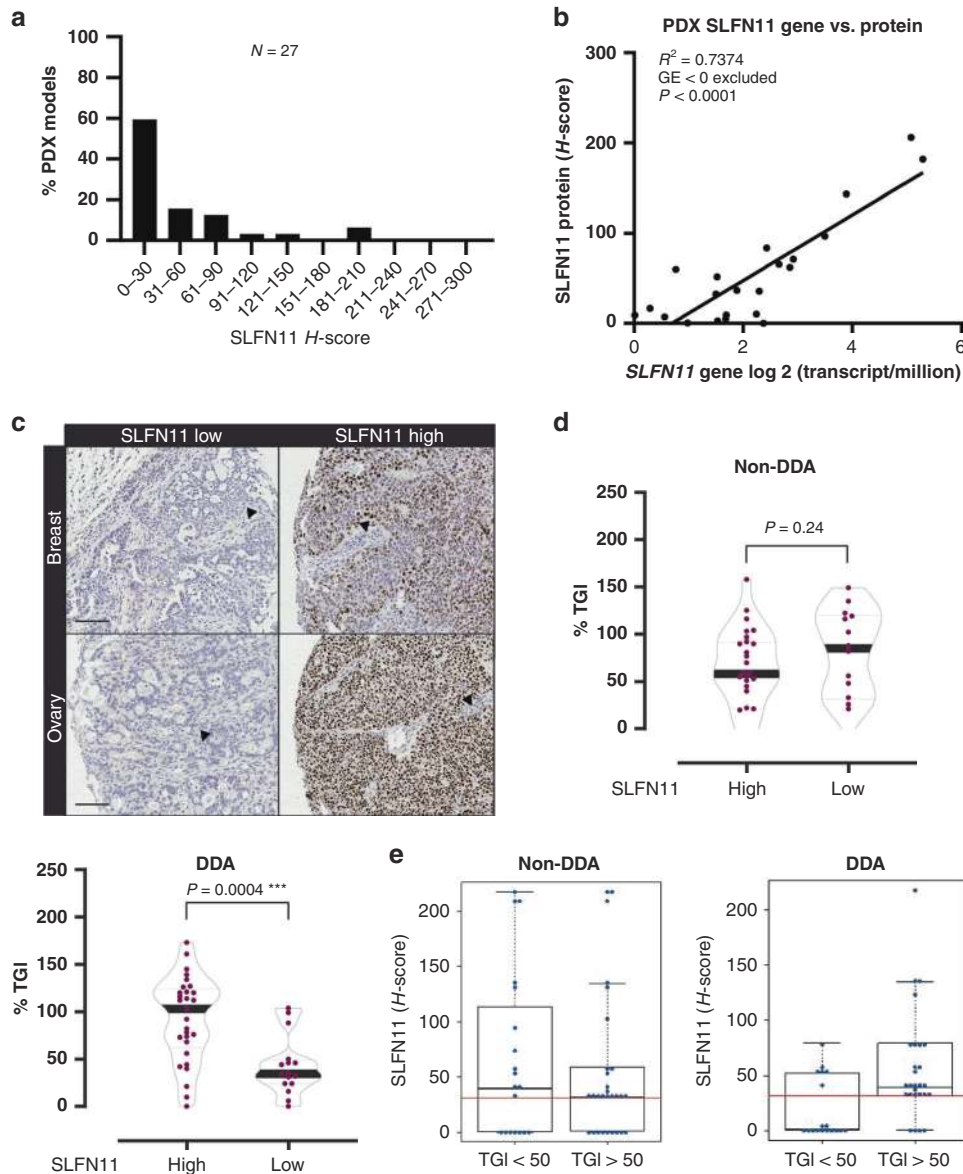 a
N = 27
100
80
60
40
20
0
% PDX models
0–30
31–60
61–90
91–120
121–150
151–180
181–210
211–240
241–270
271–300
SLFN11 H-score
b
PDX SLFN11 gene vs. protein
R² = 0.7374
GE < 0 excluded
P < 0.0001
300
200
100
0
SLFN11 protein (H-score)
0
2
4
6
SLFN11 gene log 2 (transcript/million)
c
SLFN11 low
SLFN11 high
Breast
Ovary
d
Non-DDA
P = 0.24
250
200
150
100
50
0
% TGI
SLFN11
High
Low
DDA
P = 0.0004 ***
250
200
150
100
50
0
% TGI
SLFN11
High
Low
e
Non-DDA
200
150
100
50
0
SLFN11 (H-score)
TGI < 50
TGI > 50
DDA
200
150
100
50
0
SLFN11 (H-score)
TGI < 50
TGI > 50